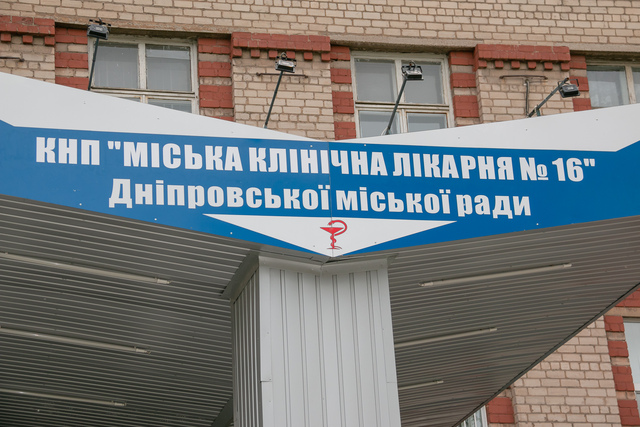 КНП "МІСЬКА КЛІНІЧНА ЛІКАРНЯ № 16"
Дніпровської міської ради